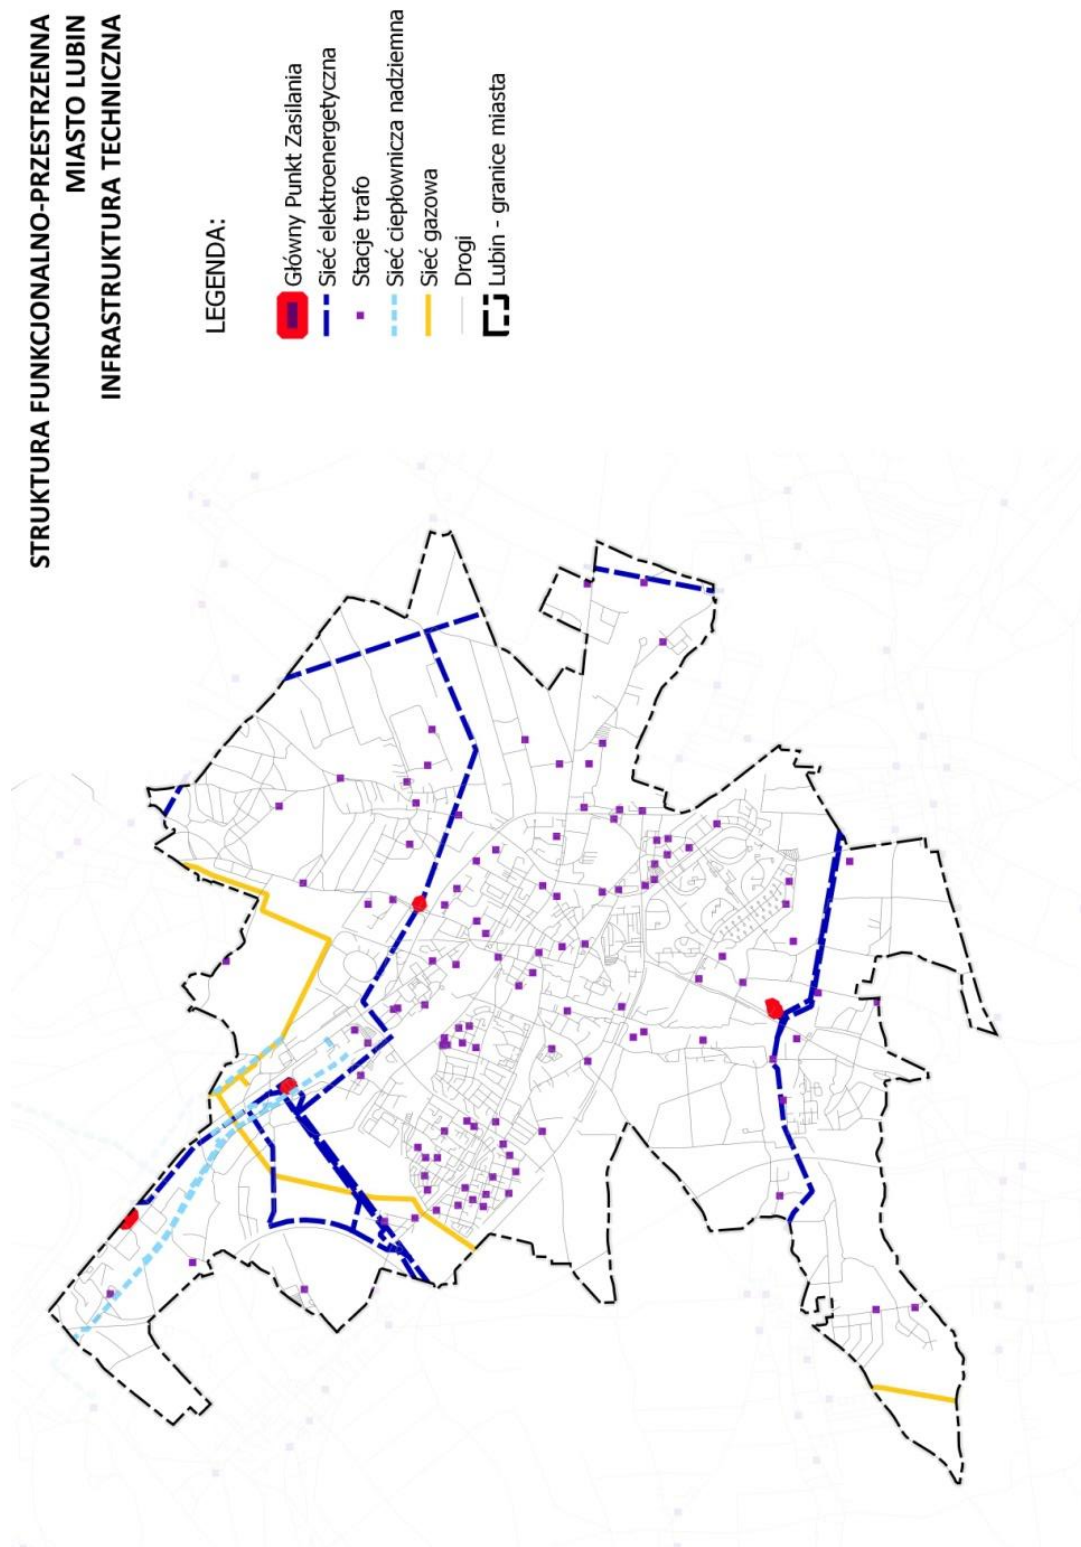 STRUKTURA FUNKCJONALNO-PRZESTRZENNA
MIASTO LUBIN
INFRASTRUKTURA TECHNICZNA
LEGENDA:
Główny Punkt Zasilania
Sieć elektroenergetyczna
Stacje trafo
Sieć ciepłownicza nadziemna
Sieć gazowa
Drogi
Lubin - granice miasta